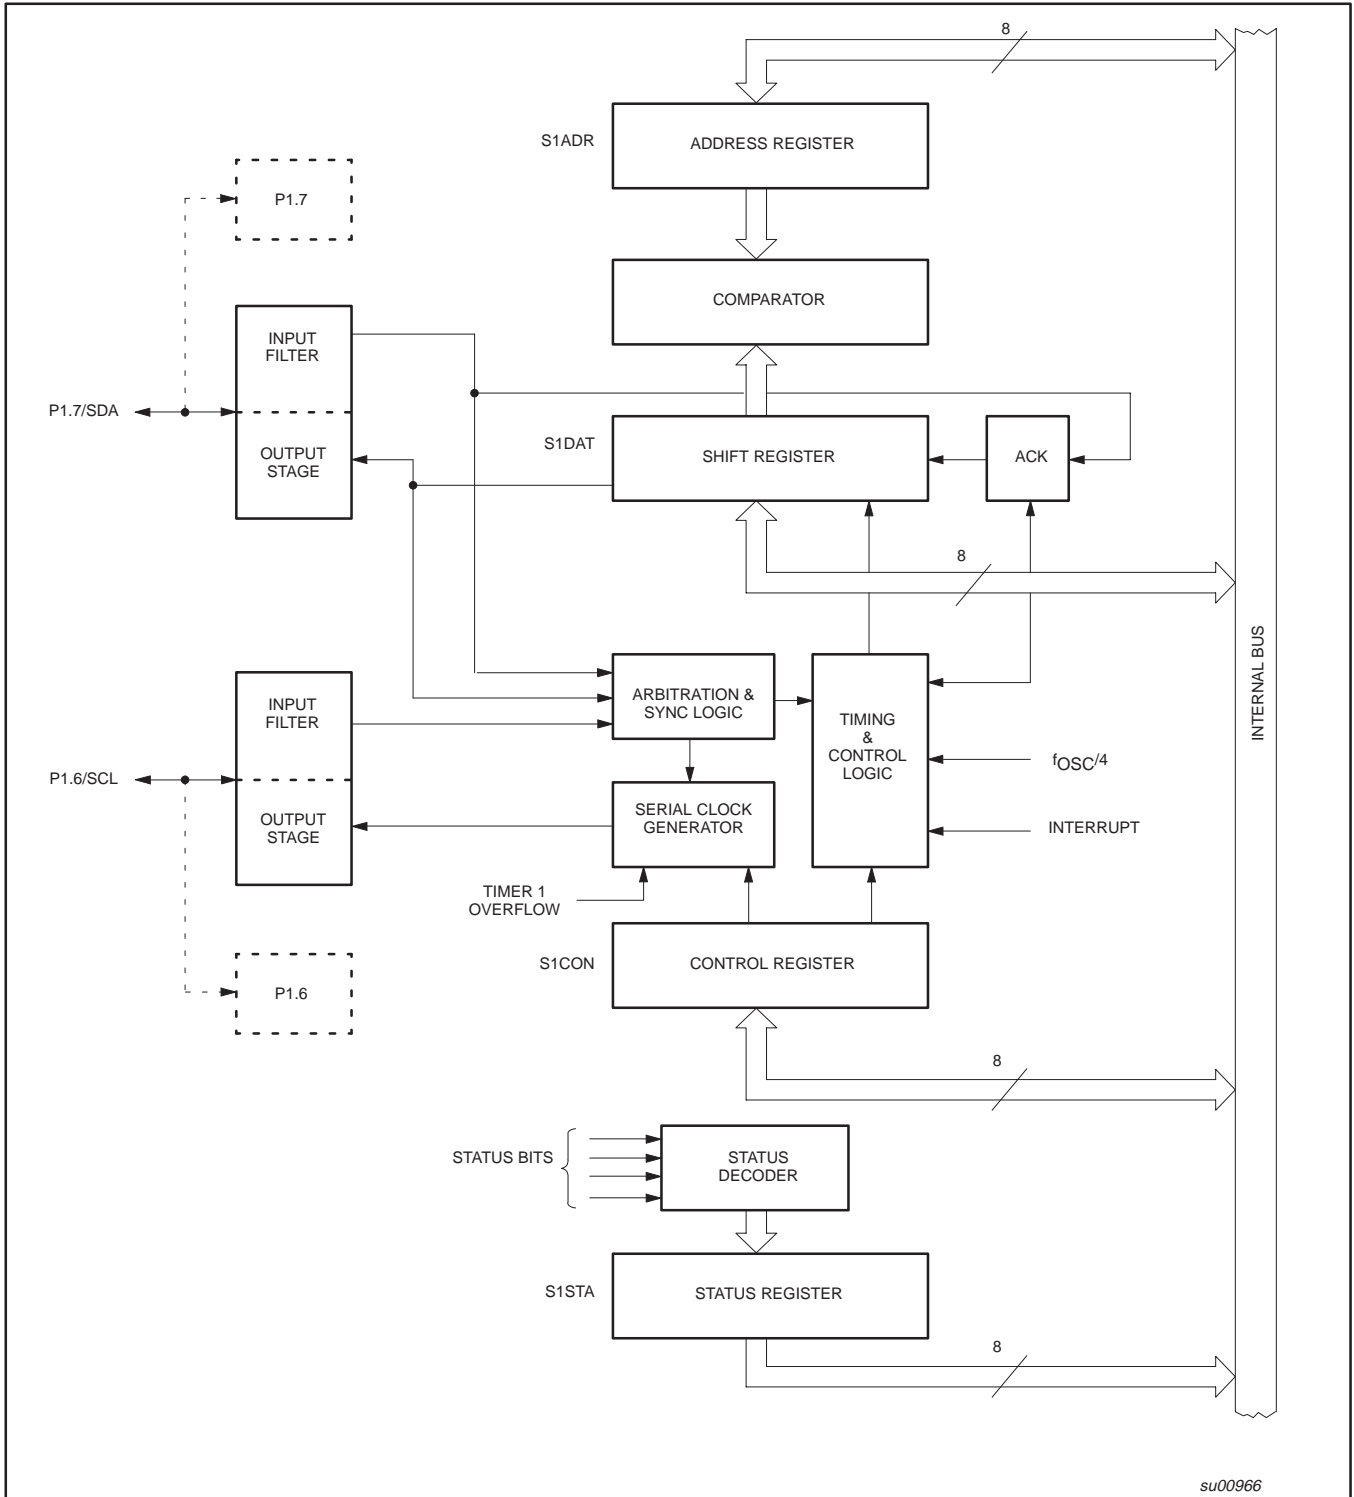 8
S1ADR
ADDRESS REGISTER
P1.7
COMPARATOR
INPUT
FILTER
P1.7/SDA
OUTPUT
STAGE
S1DAT
SHIFT REGISTER
ACK
8
INTERNAL BUS
INPUT
FILTER
ARBITRATION &
SYNC LOGIC
TIMING
&
CONTROL
LOGIC
fOSC/4
P1.6/SCL
OUTPUT
STAGE
SERIAL CLOCK
GENERATOR
INTERRUPT
TIMER 1
OVERFLOW
S1CON
CONTROL REGISTER
P1.6
8
STATUS BITS
STATUS
DECODER
S1STA
STATUS REGISTER
8
su00966